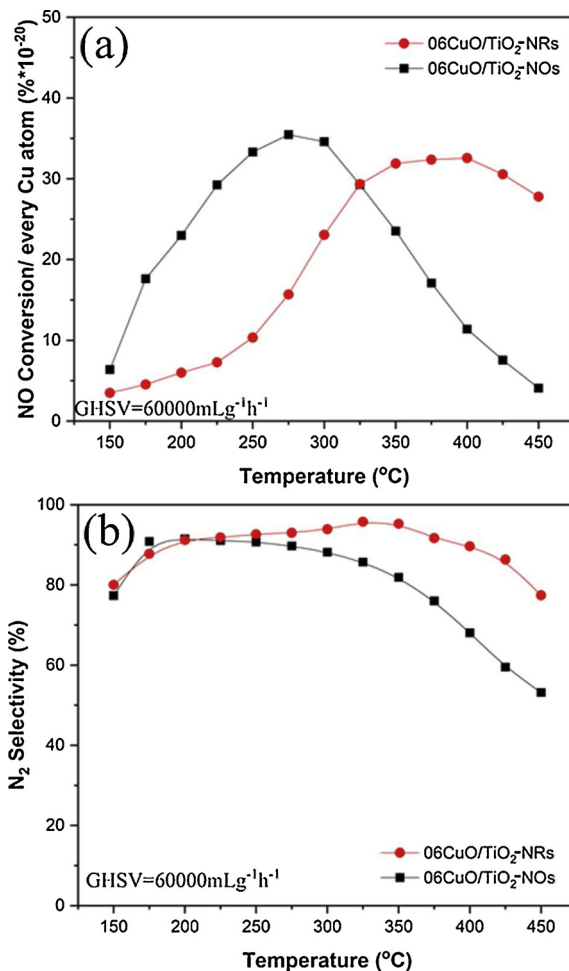 (a)
06CuO/TiO₂-NRs
06CuO/TiO₂-NOs
NO Conversion/ every Cu atom (%*10⁻²⁰)
50
40
30
20
10
0
GHSV=60000mLg⁻¹h⁻¹
150 200 250 300 350 400 450
Temperature (°C)
(b)
N₂ Selectivity (%)
100
80
60
40
20
0
06CuO/TiO₂-NRs
06CuO/TiO₂-NOs
GHSV=60000mLg⁻¹h⁻¹
150 200 250 300 350 400 450
Temperature (°C)